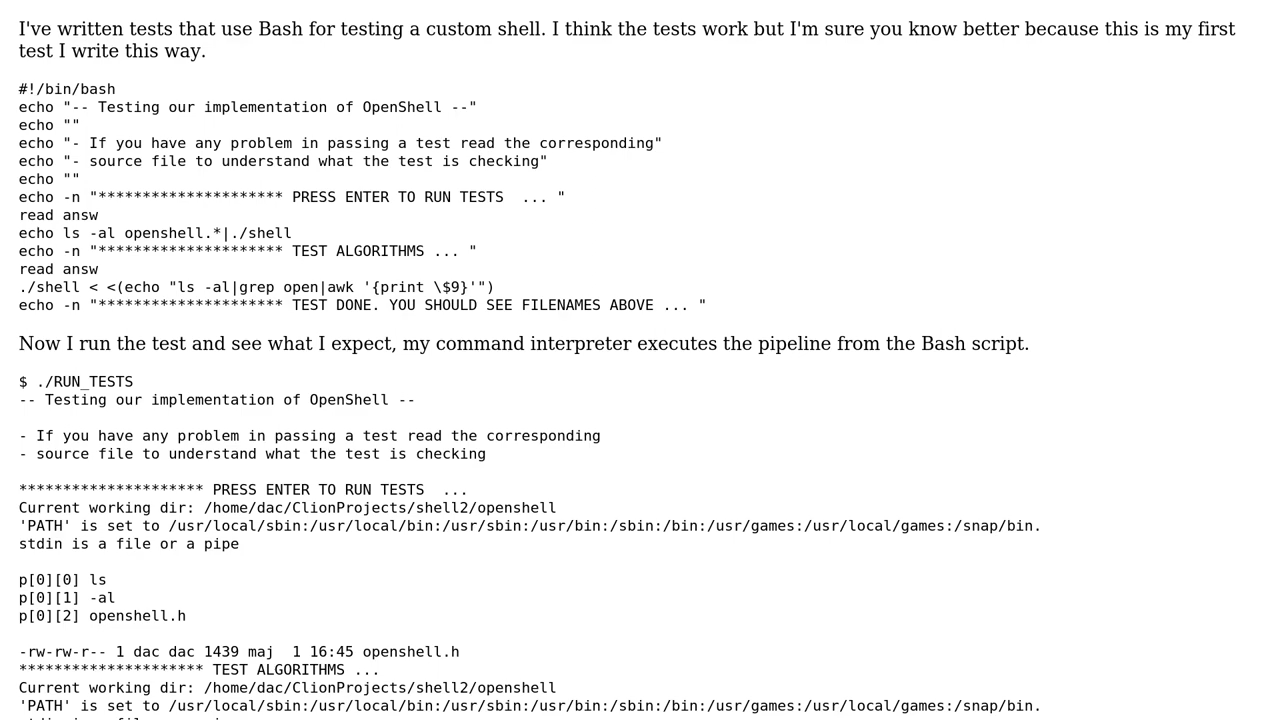 I've written tests that use Bash for testing a custom shell. I think the tests work but I'm sure you know better because this is my first
test I write this way.
#!/bin/bash
echo "-- Testing our implementation of OpenShell --"
echo ""
echo "- If you have any problem in passing a test read the corresponding"
echo "- source file to understand what the test is checking"
echo ""
echo -n "********************* PRESS ENTER TO RUN TESTS  ... "
read answ
echo ls -al openshell.*|./shell
echo -n "********************* TEST ALGORITHMS ... "
read answ
./shell < <(echo "ls -al|grep open|awk '{print \$9}'")
echo -n "********************* TEST DONE. YOU SHOULD SEE FILENAMES ABOVE ... "
Now I run the test and see what I expect, my command interpreter executes the pipeline from the Bash script.
$ ./RUN_TESTS
-- Testing our implementation of OpenShell --
- If you have any problem in passing a test read the corresponding
- source file to understand what the test is checking
********************* PRESS ENTER TO RUN TESTS  ...
Current working dir: /home/dac/ClionProjects/shell2/openshell
'PATH' is set to /usr/local/sbin:/usr/local/bin:/usr/sbin:/usr/bin:/sbin:/bin:/usr/games:/usr/local/games:/snap/bin.
stdin is a file or a pipe
p[0][0] ls
p[0][1] -al
p[0][2] openshell.h
-rw-rw-r-- 1 dac dac 1439 maj  1 16:45 openshell.h
********************* TEST ALGORITHMS ...
Current working dir: /home/dac/ClionProjects/shell2/openshell
'PATH' is set to /usr/local/sbin:/usr/local/bin:/usr/sbin:/usr/bin:/sbin:/bin:/usr/games:/usr/local/games:/snap/bin.